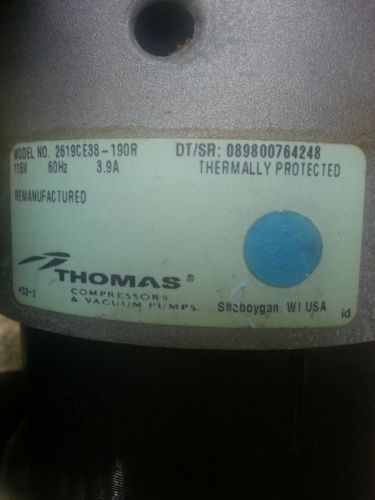 MODEL NO. 2619CE38-190R DT/SR: 089800764248
115V 60Hz 3.9A THERMALLY PROTECTED
REMANUFACTURED
THOMAS®
COMPRESSORS
& VACUUM PUMPS
Sheboygan, WI USA
id